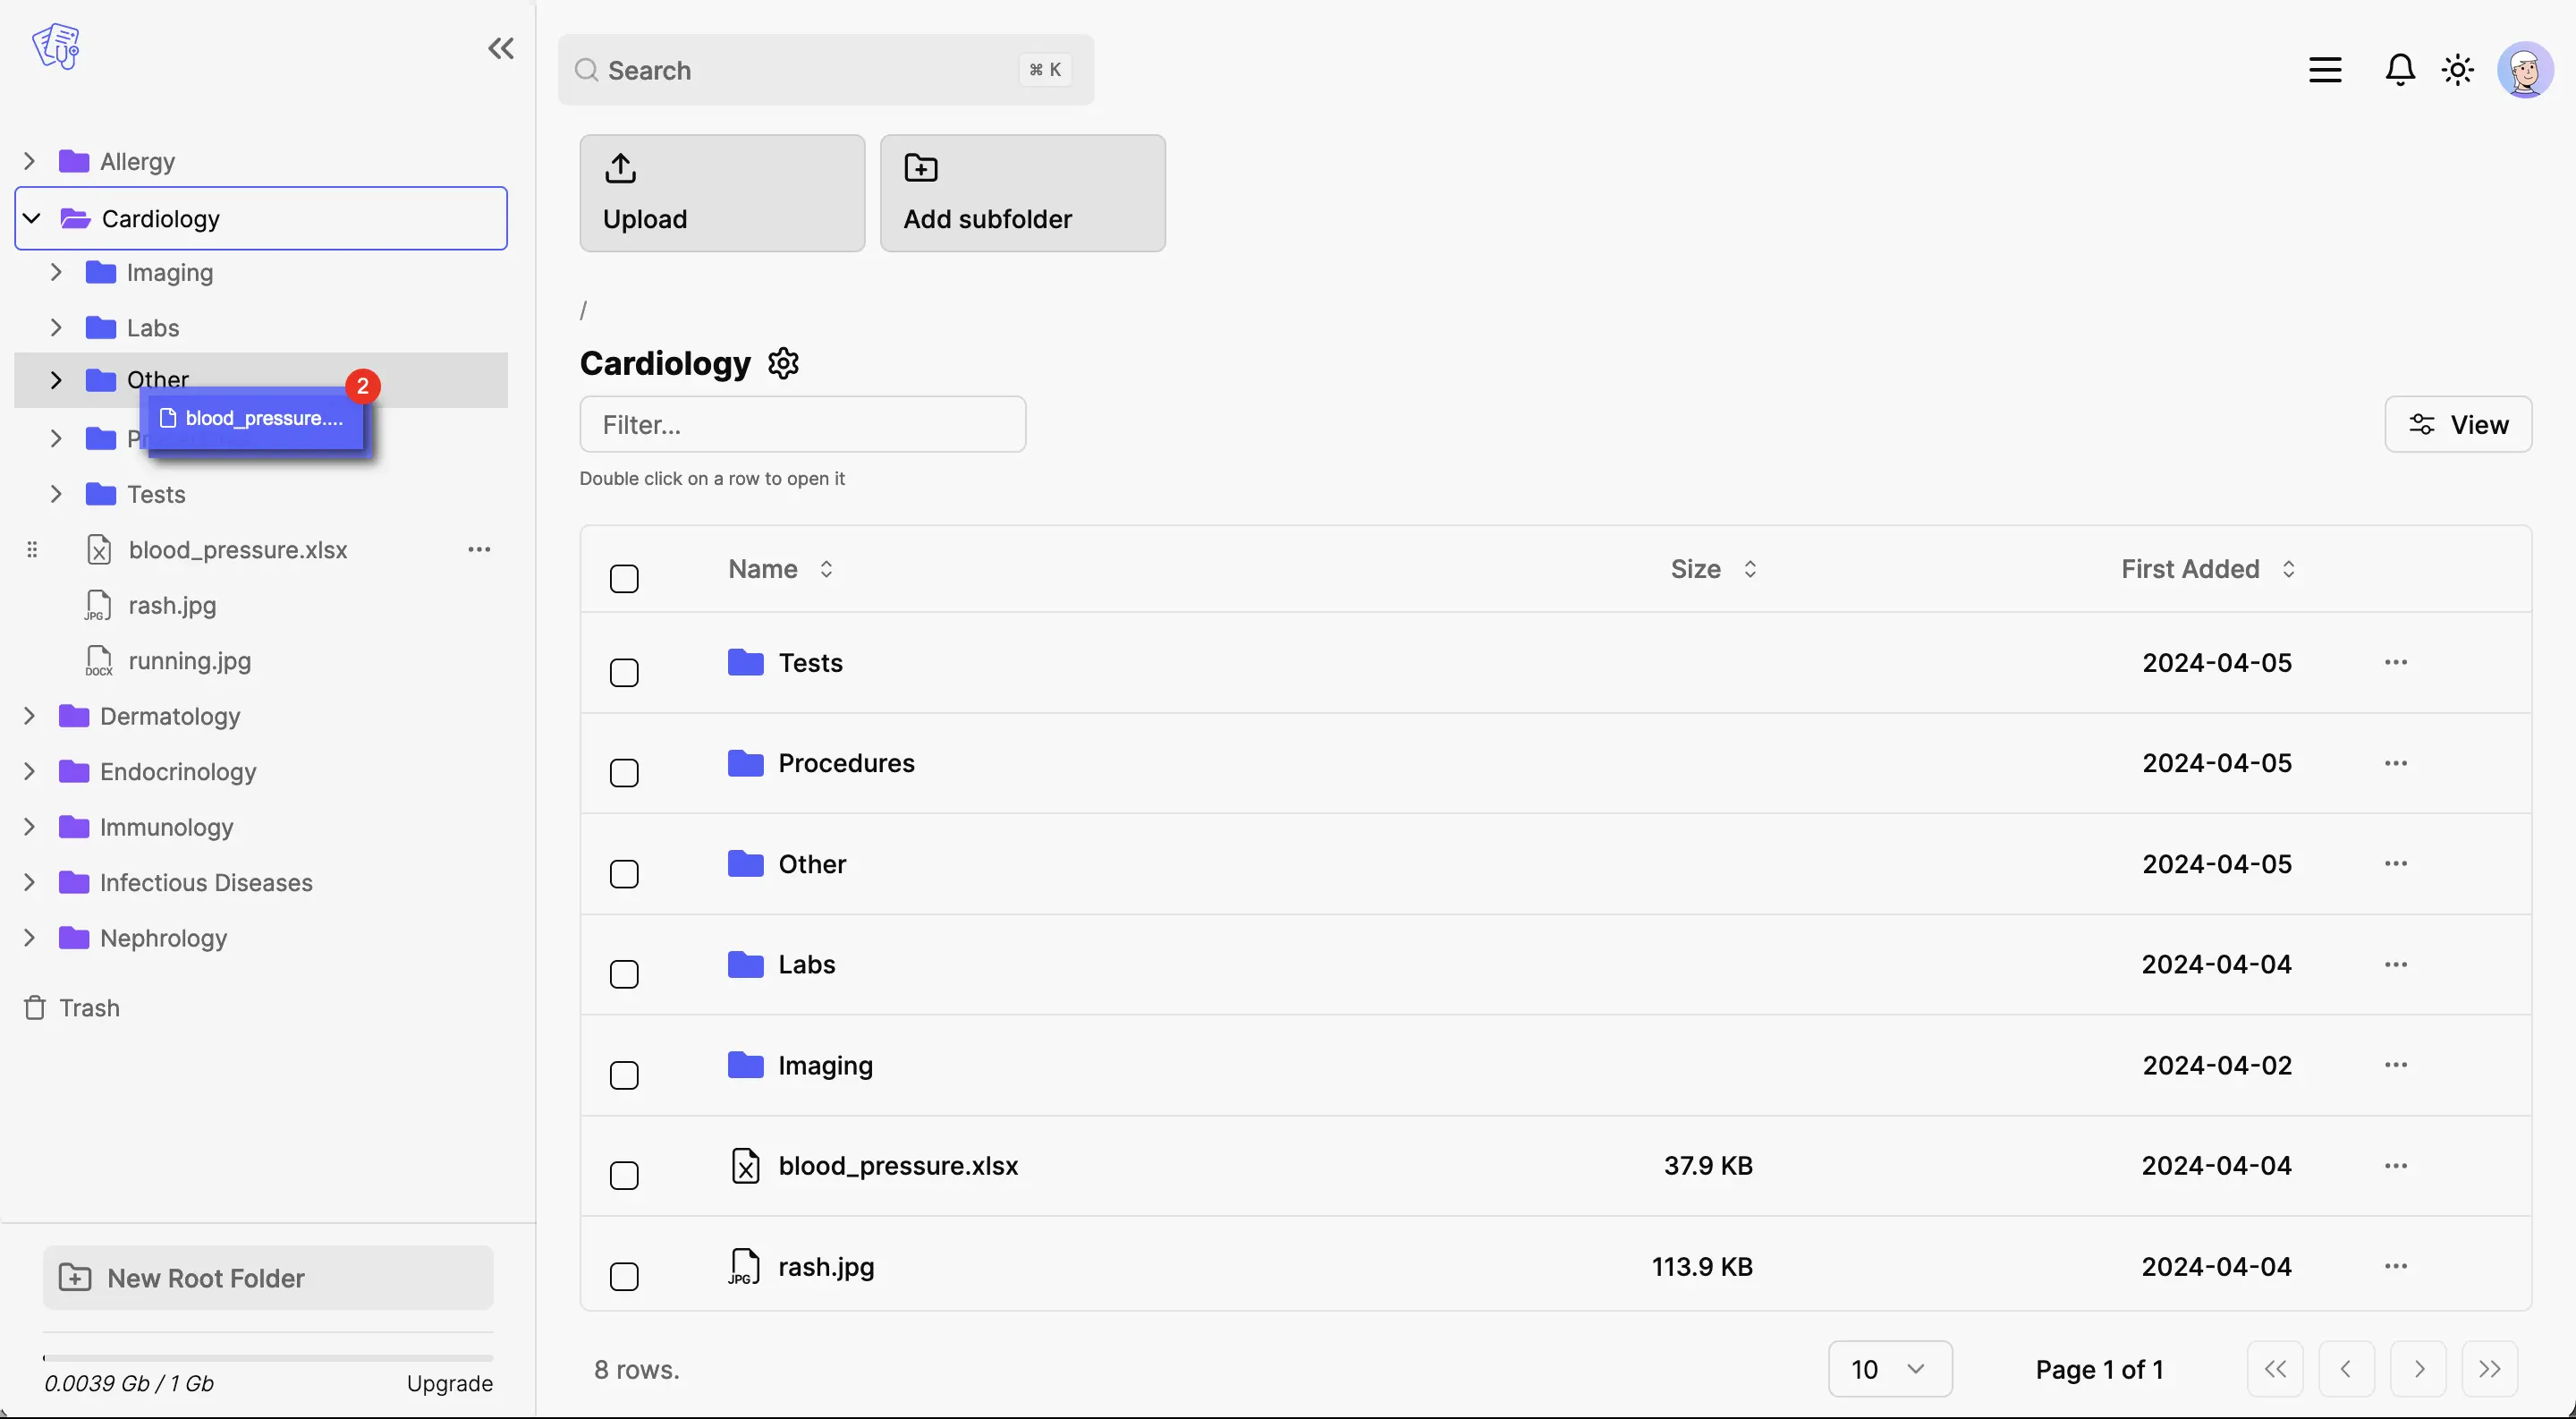 Allergy
Cardiology
Imaging
Labs
Other
2
blood_pressure....
Tests
blood_pressure.xlsx
JPG rash.jpg
DOCX running.jpg
Dermatology
Endocrinology
Immunology
Infectious Diseases
Nephrology
Trash
New Root Folder
0.0039 Gb / 1 Gb Upgrade
Search ⌘ K
Upload
Add subfolder
/
Cardiology
Filter...
View
Double click on a row to open it
Name Size First Added
Tests 2024-04-05
Procedures 2024-04-05
Other 2024-04-05
Labs 2024-04-04
Imaging 2024-04-02
blood_pressure.xlsx 37.9 KB 2024-04-04
JPG rash.jpg 113.9 KB 2024-04-04
8 rows. 10 Page 1 of 1